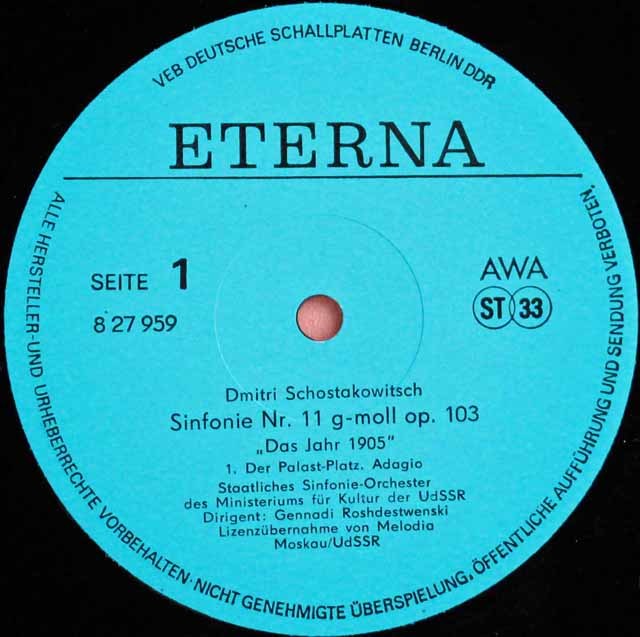 VEB DEUTSCHE SCHALLPLATTEN BERLIN DDR
ETERNA
SEITE 1
8 27 959
AWA
ST 33
Dmitri Schostakowitsch
Sinfonie Nr. 11 g-moll op. 103
„Das Jahr 1905"
1. Der Palast-Platz. Adagio
Staatliches Sinfonie-Orchester
des Ministeriums für Kultur der UdSSR
Dirigent: Gennadi Roshdestwenski
Lizenzübernahme von Melodia
Moskau/UdSSR
ALLE HERSTELLER-UND URHEBERRECHTE VORBEHALTEN·NICHT GENEHMIGTE ÜBERSPIELUNG, ÖFFENTLICHE AUFFÜHRUNG UND SENDUNG VERBOTEN.